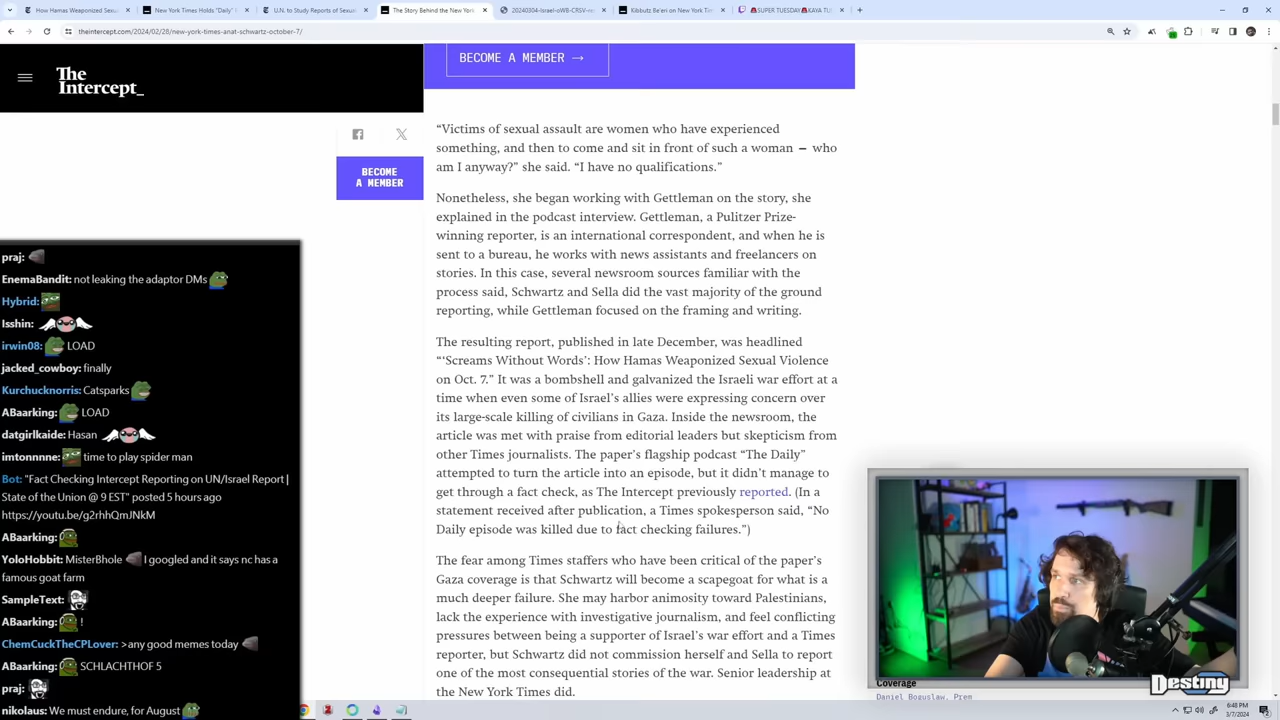 How Hamas Weaponized Sexual
New York Times Holds "Daily"
U.N. to Study Reports of Sexual
The Story Behind the New York
20240304-Israel-oWB-CRSV-
Kibbutz Be'eri on New York Tim
SUPER TUESDAY KAYA TU
theintercept.com/2024/02/28/new-york-times-anat-schwartz-october-7/
The
Intercept_
BECOME A MEMBER →
BECOME
A MEMBER
“Victims of sexual assault are women who have experienced
something, and then to come and sit in front of such a woman — who
am I anyway?” she said. “I have no qualifications.”
Nonetheless, she began working with Gettleman on the story, she
explained in the podcast interview. Gettleman, a Pulitzer Prize-
winning reporter, is an international correspondent, and when he is
sent to a bureau, he works with news assistants and freelancers on
stories. In this case, several newsroom sources familiar with the
process said, Schwartz and Sella did the vast majority of the ground
reporting, while Gettleman focused on the framing and writing.
The resulting report, published in late December, was headlined
“‘Screams Without Words’: How Hamas Weaponized Sexual Violence
on Oct. 7.” It was a bombshell and galvanized the Israeli war effort at a
time when even some of Israel’s allies were expressing concern over
its large-scale killing of civilians in Gaza. Inside the newsroom, the
article was met with praise from editorial leaders but skepticism from
other Times journalists. The paper’s flagship podcast “The Daily”
attempted to turn the article into an episode, but it didn’t manage to
get through a fact check, as The Intercept previously reported. (In a
statement received after publication, a Times spokesperson said, “No
Daily episode was killed due to fact checking failures.”)
The fear among Times staffers who have been critical of the paper’s
Gaza coverage is that Schwartz will become a scapegoat for what is a
much deeper failure. She may harbor animosity toward Palestinians,
lack the experience with investigative journalism, and feel conflicting
pressures between being a supporter of Israel’s war effort and a Times
reporter, but Schwartz did not commission herself and Sella to report
one of the most consequential stories of the war. Senior leadership at
the New York Times did.
praj:
EnemaBandit: not leaking the adaptor DMs
Hybrid:
Isshin:
irwin08: LOAD
jacked_cowboy: finally
Kurchucknorris: Catsparks
ABaarking: LOAD
datgirlkaide: Hasan
imtonnnne: time to play spider man
Bot: "Fact Checking Intercept Reporting on UN/Israel Report |
State of the Union @ 9 EST" posted 5 hours ago
https://youtu.be/g2rhhQmJNkM
ABaarking:
YoloHobbit: MisterBhole I googled and it says nc has a
famous goat farm
SampleText:
ABaarking: !
ChemCuckTheCPLover: >any good memes today
ABaarking: SCHLACHTHOF 5
praj:
nikolaus: We must endure, for August
Coverage
Daniel Boguslaw, Prem
Destiny
6:48 PM
3/7/2024